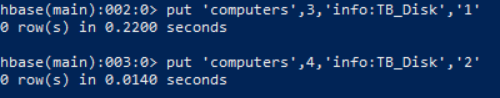 hbase(main):002:0> put 'computers',3,'info:TB_Disk','1'
0 row(s) in 0.2200 seconds
hbase(main):003:0> put 'computers',4,'info:TB_Disk','2'
0 row(s) in 0.0140 seconds